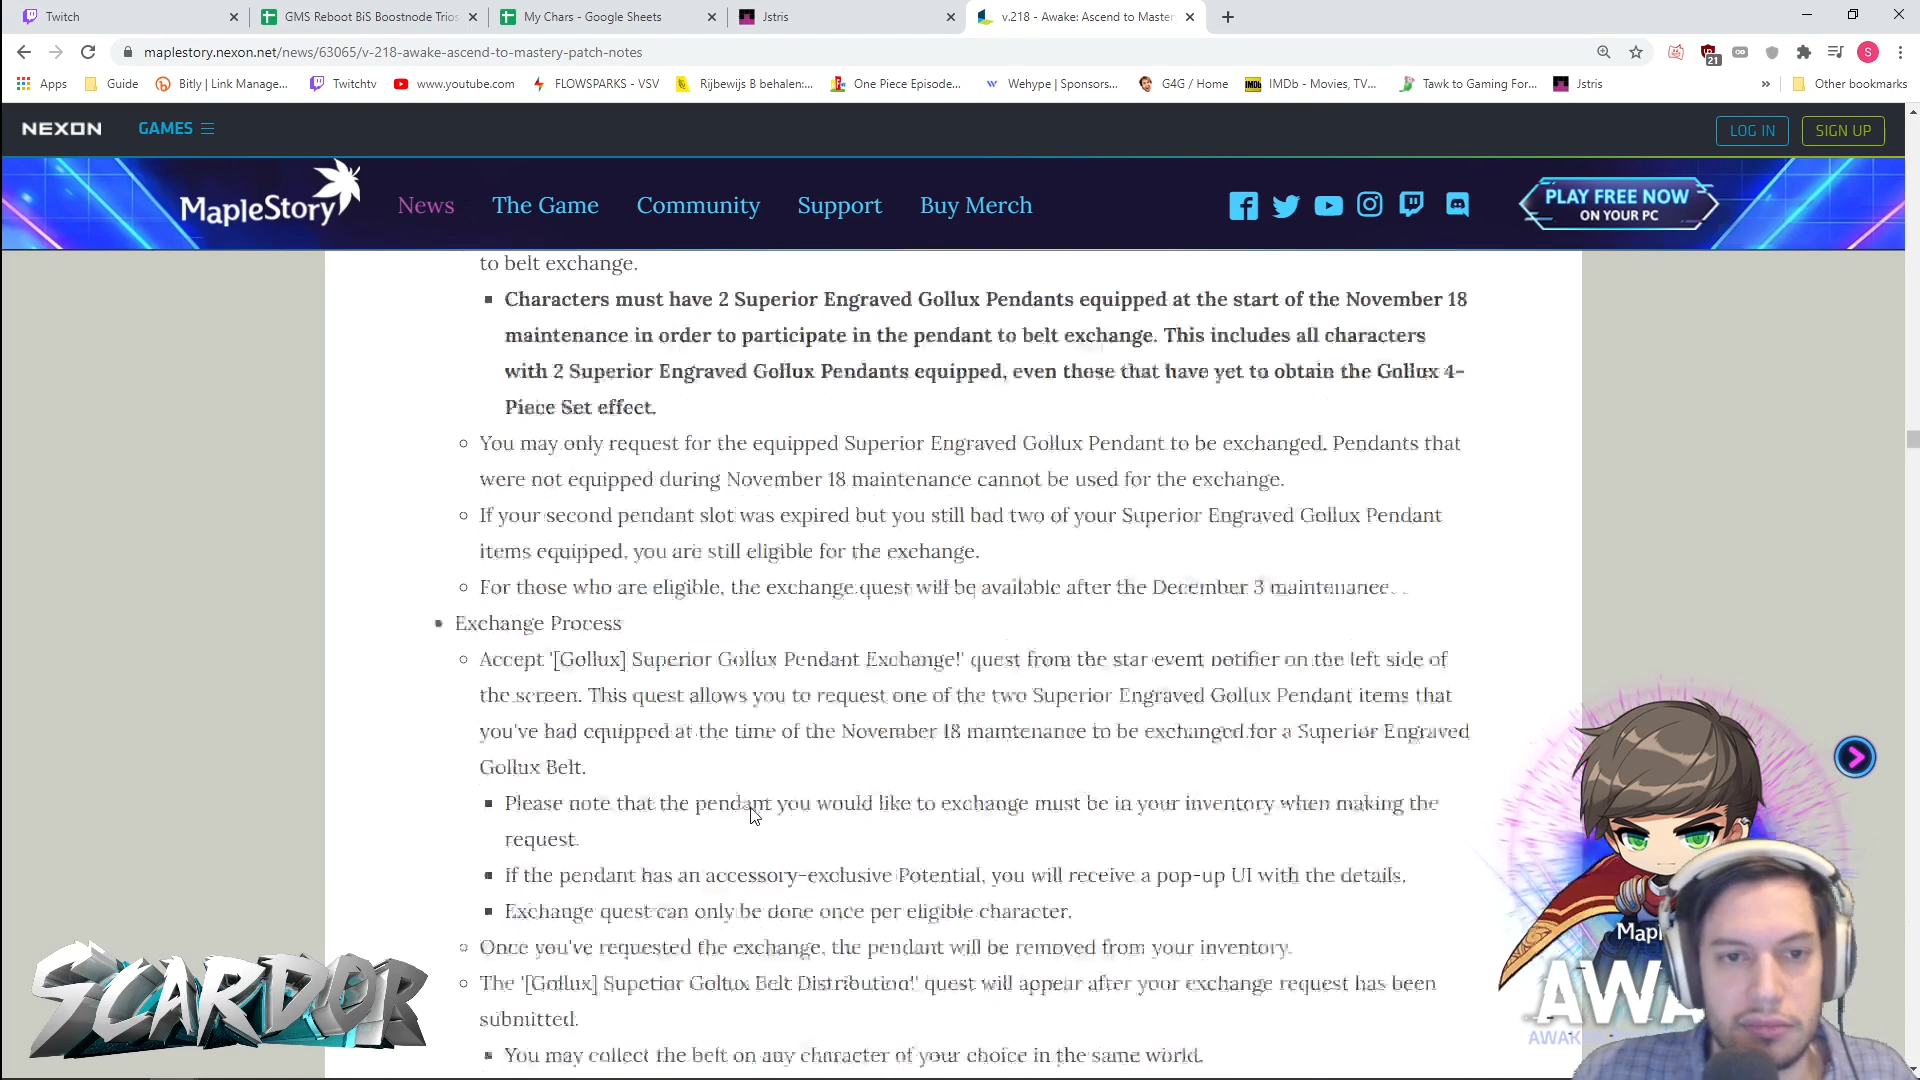 Twitch
GMS Reboot BiS Boostnode Trios
My Chars - Google Sheets
Jstris
v.218 - Awake: Ascend to Master
maplestory.nexon.net/news/63065/v-218-awake-ascend-to-mastery-patch-notes
21
S
Apps
Guide
Bitly | Link Manage...
Twitchtv
www.youtube.com
FLOWSPARKS - VSV
Rijbewijs B behalen:...
One Piece Episode...
Wehype | Sponsors...
G4G / Home
IMDb
IMDb - Movies, TV...
Tawk to Gaming For...
Jstris
»
Other bookmarks
NEXON
GAMES
LOG IN
SIGN UP
MapleStory
News
The Game
Community
Support
Buy Merch
PLAY FREE NOW
ON YOUR PC
to belt exchange.
Characters must have 2 Superior Engraved Gollux Pendants equipped at the start of the November 18
maintenance in order to participate in the pendant to belt exchange. This includes all characters
with 2 Superior Engraved Gollux Pendants equipped, even those that have yet to obtain the Gollux 4-
Piece Set effect.
You may only request for the equipped Superior Engraved Gollux Pendant to be exchanged. Pendants that
were not equipped during November 18 maintenance cannot be used for the exchange.
If your second pendant slot was expired but you still had two of your Superior Engraved Gollux Pendant
items equipped, you are still eligible for the exchange.
For those who are eligible, the exchange quest will be available after the December 3 maintenance.
Exchange Process
Accept '[Gollux] Superior Gollux Pendant Exchange!' quest from the star event notifier on the left side of
the screen. This quest allows you to request one of the two Superior Engraved Gollux Pendant items that
you've had equipped at the time of the November 18 maintenance to be exchanged for a Superior Engraved
Gollux Belt.
Please note that the pendant you would like to exchange must be in your inventory when making the
request.
If the pendant has an accessory-exclusive Potential, you will receive a pop-up UI with the details.
Exchange quest can only be done once per eligible character.
Once you've requested the exchange, the pendant will be removed from your inventory.
The '[Gollux] Superior Gollux Belt Distribution!' quest will appear after your exchange request has been
submitted.
You may collect the belt on any character of your choice in the same world.
SCARDOR
Mapl
AWA
AWAKE